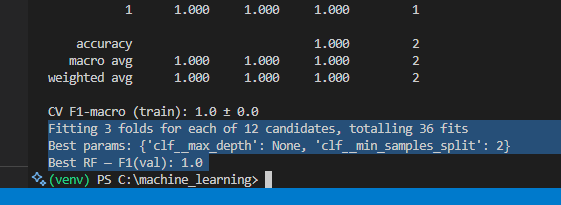 1 1.000 1.000 1.000 1
accuracy 1.000 2
macro avg 1.000 1.000 1.000 2
weighted avg 1.000 1.000 1.000 2
CV F1-macro (train): 1.0 ± 0.0
Fitting 3 folds for each of 12 candidates, totalling 36 fits
Best params: {'clf__max_depth': None, 'clf__min_samples_split': 2}
Best RF — F1(val): 1.0
(venv) PS C:\machine_learning>